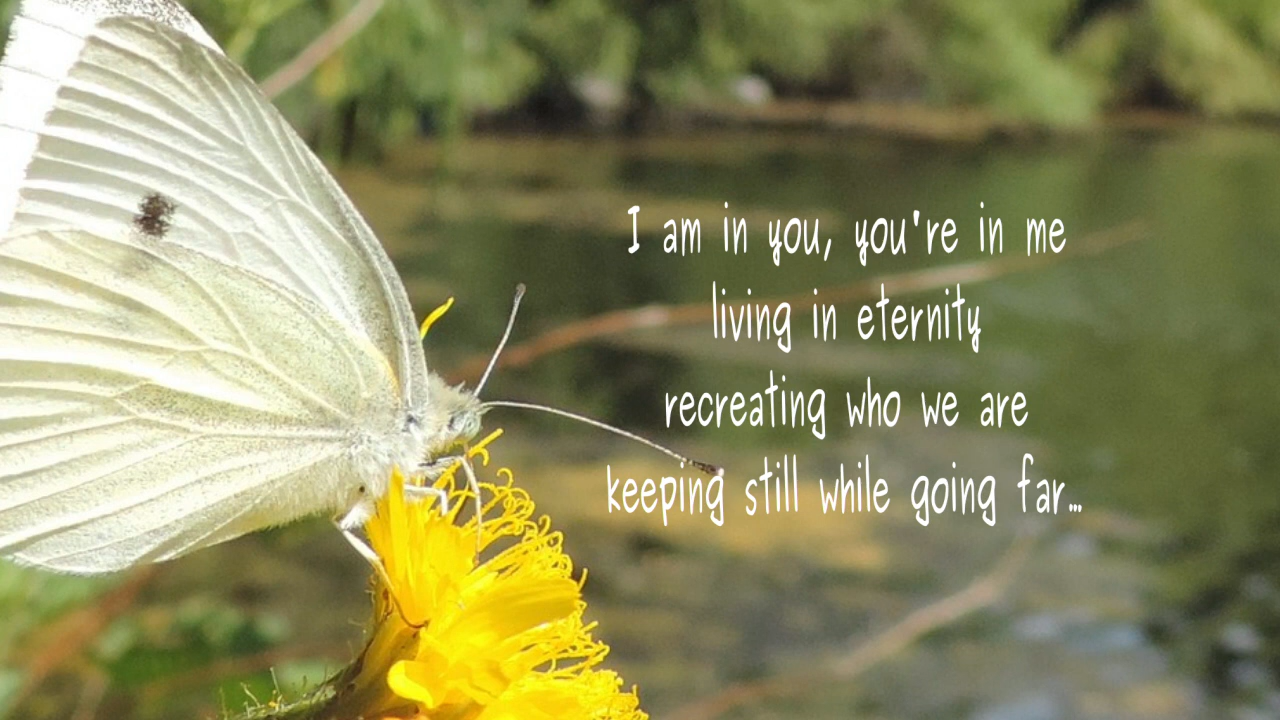 I am in you, you're in me
living in eternity
recreating who we are
keeping still while going far...